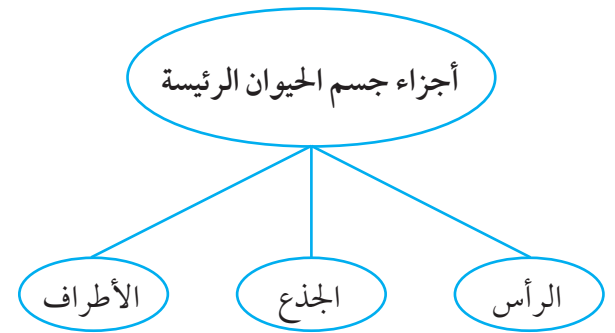 أجزاء جسم الحيوان الرئيسة
الرأس
الجذع
الأطراف